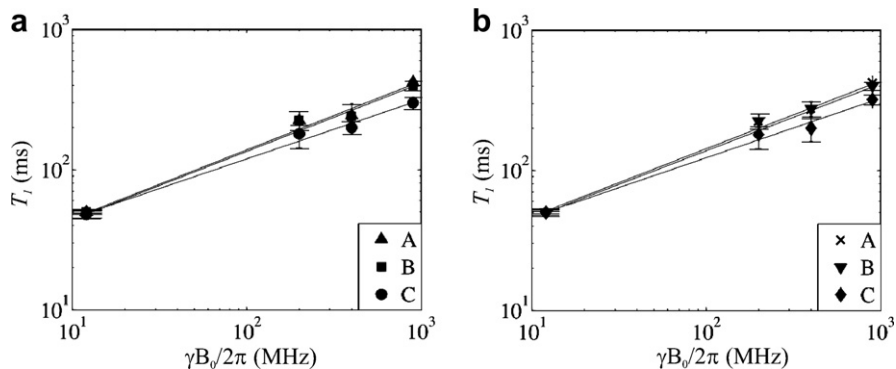 a
b
10³
10³
T₁ (ms)
10²
T₁ (ms)
10²
A
B
C
A
B
C
10¹
10¹
10¹
10²
10³
10¹
10²
10³
γB₀/2π (MHz)
γB₀/2π (MHz)